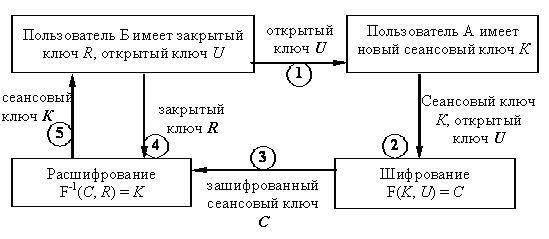 Пользователь Б имеет закрытый
ключ R, открытый ключ U
открытый
ключ U
1
Пользователь А имеет
новый сеансовый ключ К
сеансовый
ключ К
5
закрытый
ключ R
4
Сеансовый ключ
К, открытый
ключ U
2
3
Расшифрование
F-1(C, R) = K
зашифрованный
сеансовый ключ
С
Шифрование
F(K, U) = C